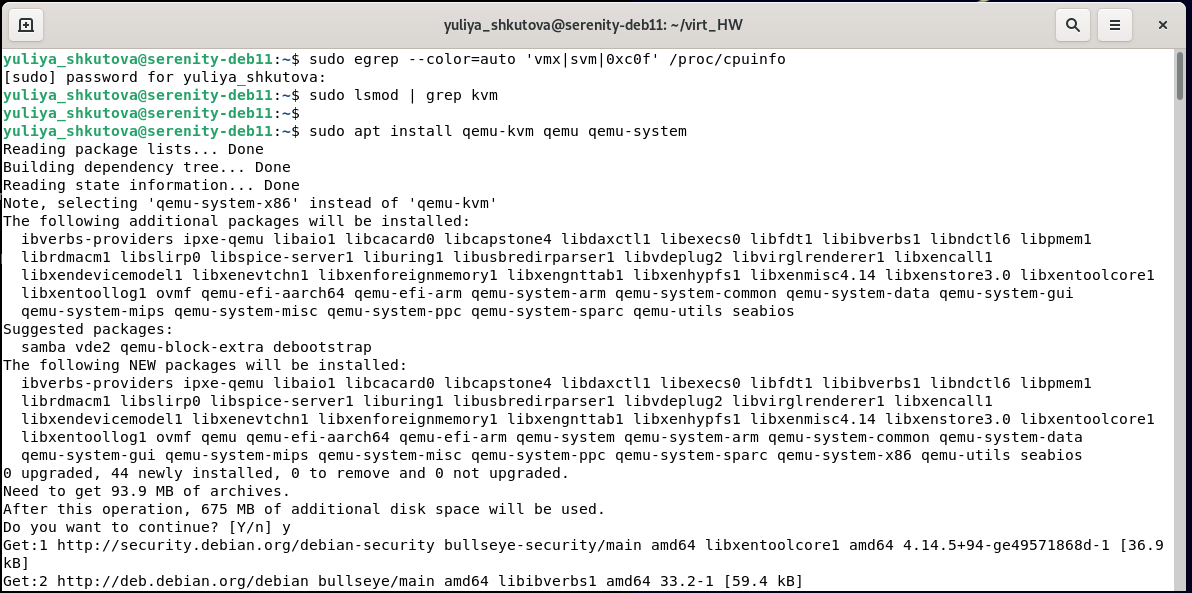 yuliya_shkutova@serenity-deb11: ~/virt_HW
yuliya_shkutova@serenity-deb11:~$ sudo egrep --color=auto 'vmx|svm|0xc0f' /proc/cpuinfo
[sudo] password for yuliya_shkutova:
yuliya_shkutova@serenity-deb11:~$ sudo lsmod | grep kvm
yuliya_shkutova@serenity-deb11:~$
yuliya_shkutova@serenity-deb11:~$ sudo apt install qemu-kvm qemu qemu-system
Reading package lists... Done
Building dependency tree... Done
Reading state information... Done
Note, selecting 'qemu-system-x86' instead of 'qemu-kvm'
The following additional packages will be installed:
  ibverbs-providers ipxe-qemu libaio1 libcacard0 libcapstone4 libdaxctl1 libexecs0 libfdt1 libibverbs1 libndctl6 libpmem1
  librdmacm1 libslirp0 libspice-server1 liburing1 libusbredirparser1 libvdeplug2 libvirglrenderer1 libxencall1
  libxendevicemodel1 libxenevtchn1 libxenforeignmemory1 libxengnttab1 libxenhypfs1 libxenmisc4.14 libxenstore3.0 libxentoolcore1
  libxentoollog1 ovmf qemu-efi-aarch64 qemu-efi-arm qemu-system-arm qemu-system-common qemu-system-data qemu-system-gui
  qemu-system-mips qemu-system-misc qemu-system-ppc qemu-system-sparc qemu-utils seabios
Suggested packages:
  samba vde2 qemu-block-extra debootstrap
The following NEW packages will be installed:
  ibverbs-providers ipxe-qemu libaio1 libcacard0 libcapstone4 libdaxctl1 libexecs0 libfdt1 libibverbs1 libndctl6 libpmem1
  librdmacm1 libslirp0 libspice-server1 liburing1 libusbredirparser1 libvdeplug2 libvirglrenderer1 libxencall1
  libxendevicemodel1 libxenevtchn1 libxenforeignmemory1 libxengnttab1 libxenhypfs1 libxenmisc4.14 libxenstore3.0 libxentoolcore1
  libxentoollog1 ovmf qemu qemu-efi-aarch64 qemu-efi-arm qemu-system qemu-system-arm qemu-system-common qemu-system-data
  qemu-system-gui qemu-system-mips qemu-system-misc qemu-system-ppc qemu-system-sparc qemu-system-x86 qemu-utils seabios
0 upgraded, 44 newly installed, 0 to remove and 0 not upgraded.
Need to get 93.9 MB of archives.
After this operation, 675 MB of additional disk space will be used.
Do you want to continue? [Y/n] y
Get:1 http://security.debian.org/debian-security bullseye-security/main amd64 libxentoolcore1 amd64 4.14.5+94-ge49571868d-1 [36.9
kB]
Get:2 http://deb.debian.org/debian bullseye/main amd64 libibverbs1 amd64 33.2-1 [59.4 kB]